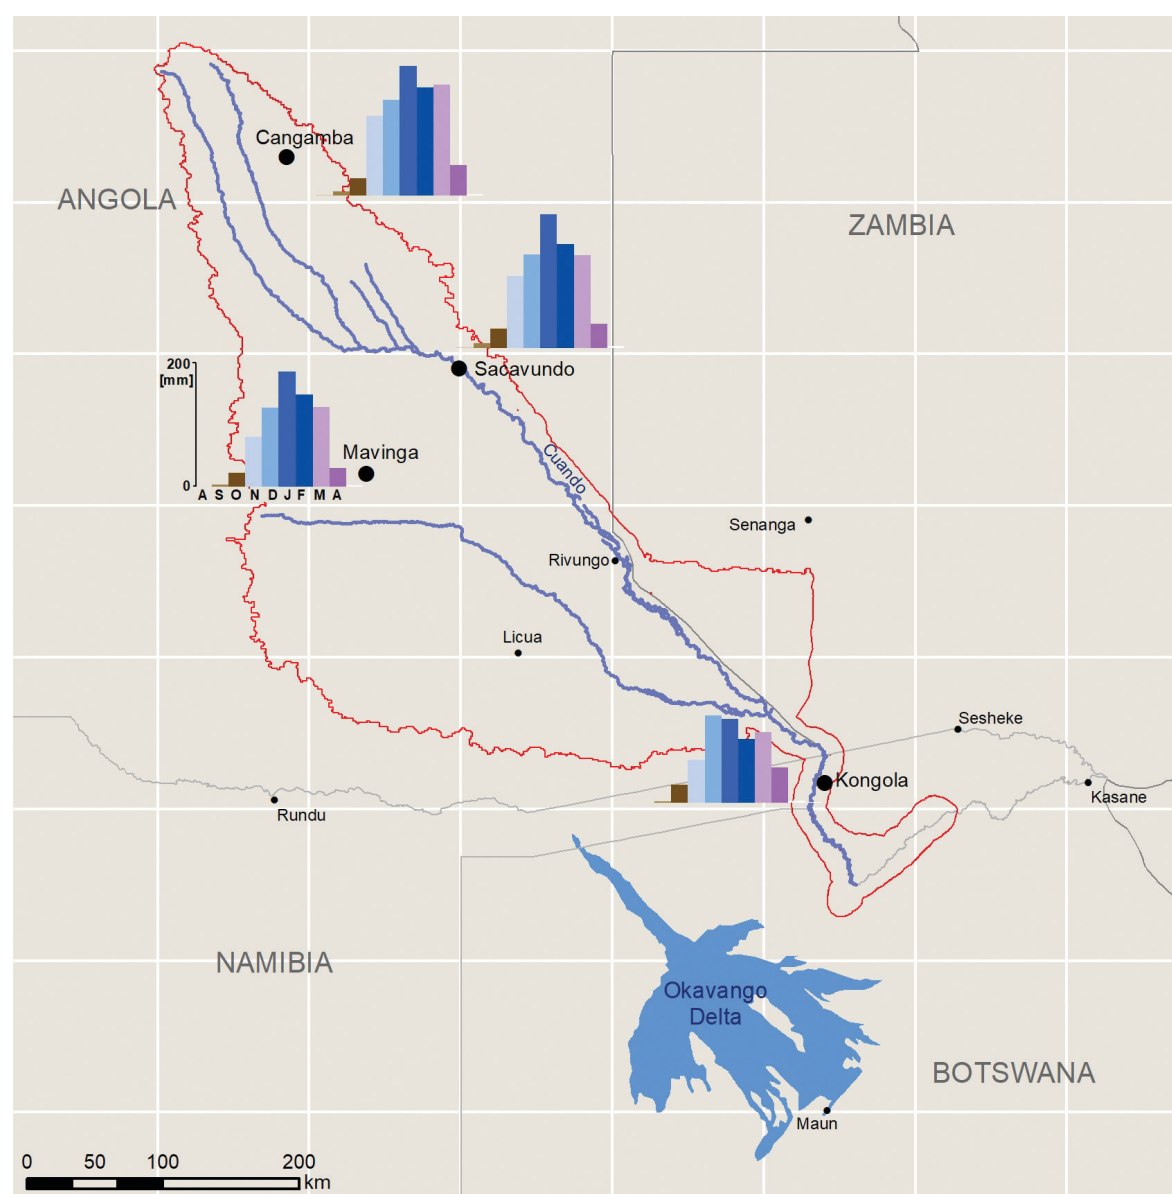 Cangamba
ANGOLA
ZAMBIA
200
[mm]
Sacavundo
Mavinga
Cuando
0
A S O N D J F M A
Senanga
Rivungo
Licua
Sesheke
Kongola
Kasane
Rundu
NAMIBIA
Okavango
Delta
BOTSWANA
Maun
0 50 100 200
km